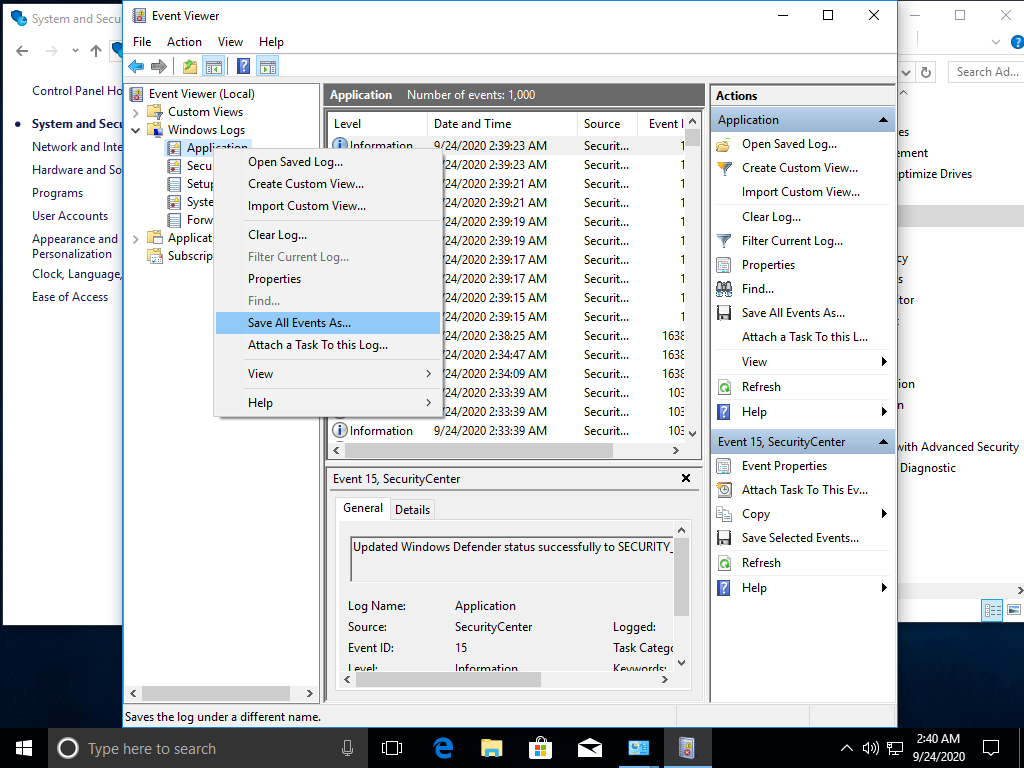 System and Secu
Control Panel Ho
System and Secu
Network and Inte
Hardware and So
Programs
User Accounts
Appearance and
Personalization
Clock, Language,
Ease of Access
Event Viewer
File Action View Help
Event Viewer (Local)
Custom Views
Windows Logs
Application
Secu
Setup
Syste
Forw
Applicat
Subscrip
Open Saved Log...
Create Custom View...
Import Custom View...
Clear Log...
Filter Current Log...
Properties
Find...
Save All Events As...
Attach a Task To this Log...
View
Help
Application Number of events: 1,000
Level Date and Time Source Event I
Information 9/24/2020 2:39:23 AM Securit... 1
9/24/2020 2:39:23 AM Securit... 1
/24/2020 2:39:21 AM Securit... 1
/24/2020 2:39:21 AM Securit... 1
/24/2020 2:39:19 AM Securit... 1
/24/2020 2:39:19 AM Securit... 1
/24/2020 2:39:17 AM Securit... 1
/24/2020 2:39:17 AM Securit... 1
/24/2020 2:39:15 AM Securit... 1
/24/2020 2:39:15 AM Securit... 1
/24/2020 2:38:25 AM Securit... 1638
/24/2020 2:34:47 AM Securit... 1638
/24/2020 2:34:09 AM Securit... 1638
/24/2020 2:33:39 AM Securit... 103
/24/2020 2:33:39 AM Securit... 103
Information 9/24/2020 2:33:39 AM Securit... 103
Event 15, SecurityCenter
General Details
Updated Windows Defender status successfully to SECURITY_
Log Name: Application
Source: SecurityCenter Logged:
Event ID: 15 Task Catego
Level: Information Keywords:
Actions
Application
Open Saved Log...
Create Custom View...
Import Custom View...
Clear Log...
Filter Current Log...
Properties
Find...
Save All Events As...
Attach a Task To this L...
View
Refresh
Help
Event 15, SecurityCenter
Event Properties
Attach Task To This Ev...
Copy
Save Selected Events...
Refresh
Help
Search Ad...
es
ement
optimize Drives
cy
s
tor
ion
n
with Advanced Security
Diagnostic
Saves the log under a different name.
Type here to search
2:40 AM
9/24/2020